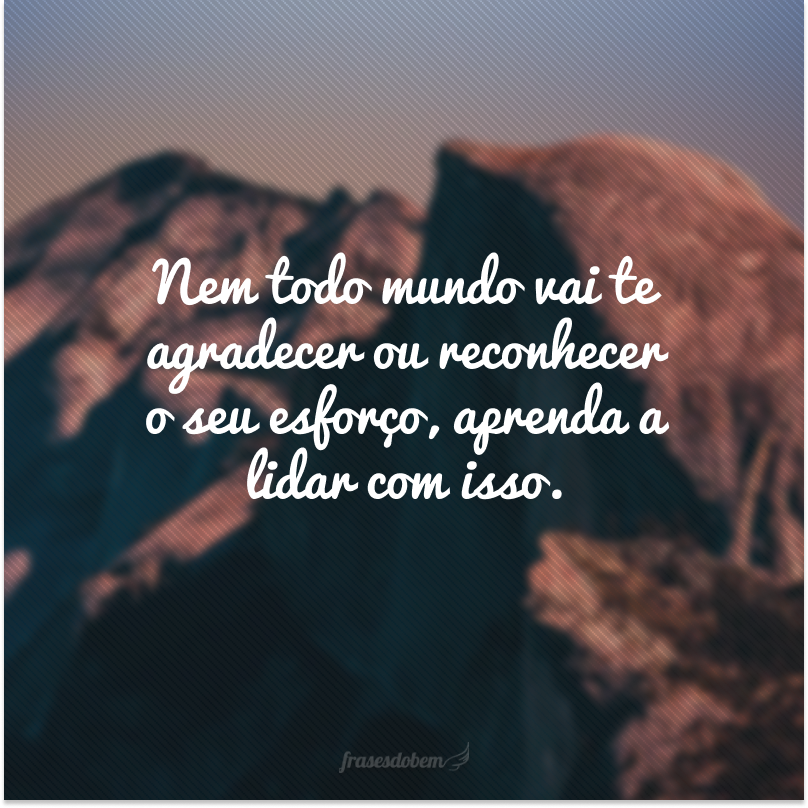 Nem todo mundo vai te
agradecer ou reconhecer
o seu esforço, aprenda a
lidar com isso.
frasesdobem